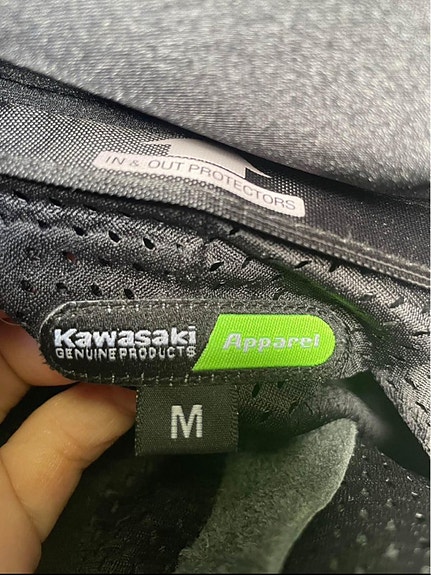 IN & OUT PROTECTORS
Kawasaki Apparel
GENUINE PRODUCTS
M